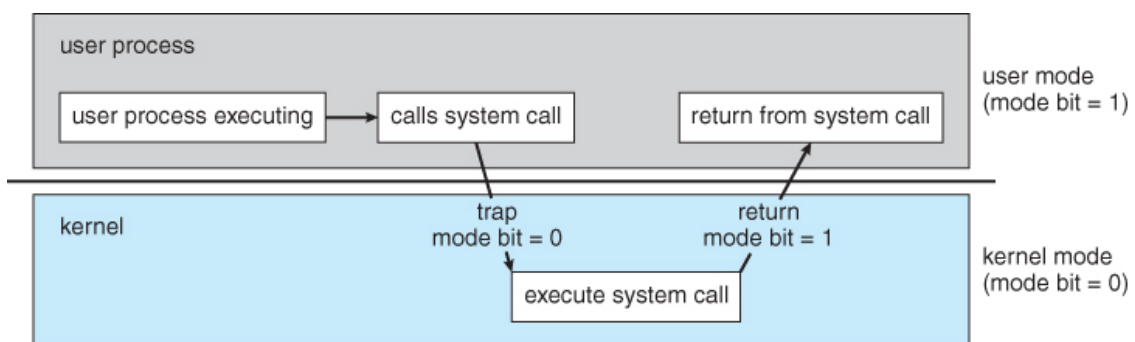 user process
user process executing
calls system call
return from system call
user mode
(mode bit = 1)
kernel
trap
mode bit = 0
return
mode bit = 1
execute system call
kernel mode
(mode bit = 0)